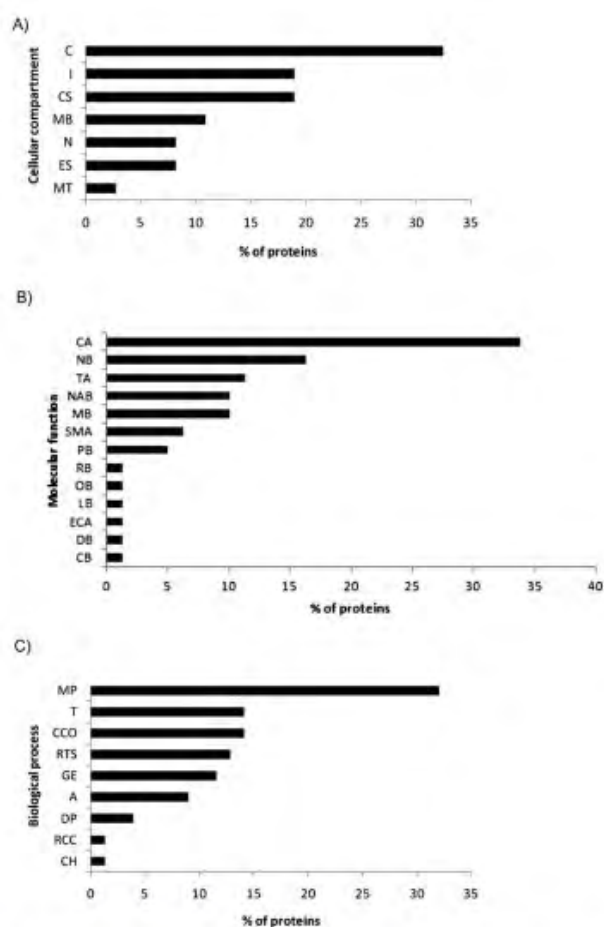 A)
Cellular compartment
C
I
CS
MB
N
ES
MT
0 5 10 15 20 25 30 35
% of proteins
B)
Molecular function
CA
NB
TA
NAB
MB
SMA
PB
RB
OB
LB
ECA
DB
CB
0 5 10 15 20 25 30 35 40
% of proteins
C)
Biological process
MP
T
CCO
RTS
GE
A
DP
RCC
CH
0 5 10 15 20 25 30 35
% of proteins